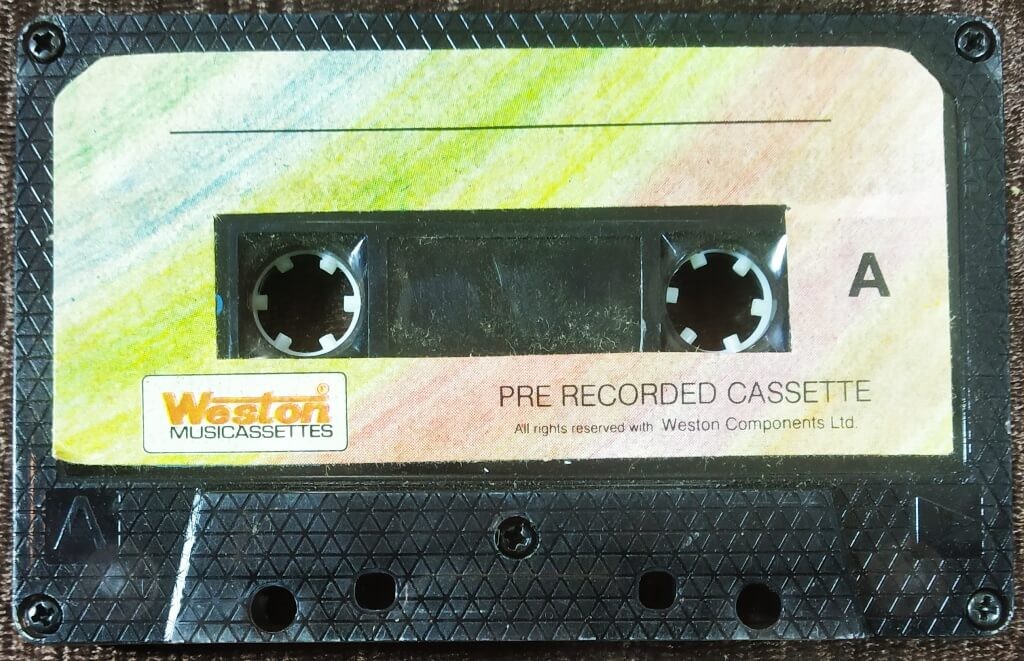 A
Weston
MUSICASSETTES
PRE RECORDED CASSETTE
All rights reserved with Weston Components Ltd.
A